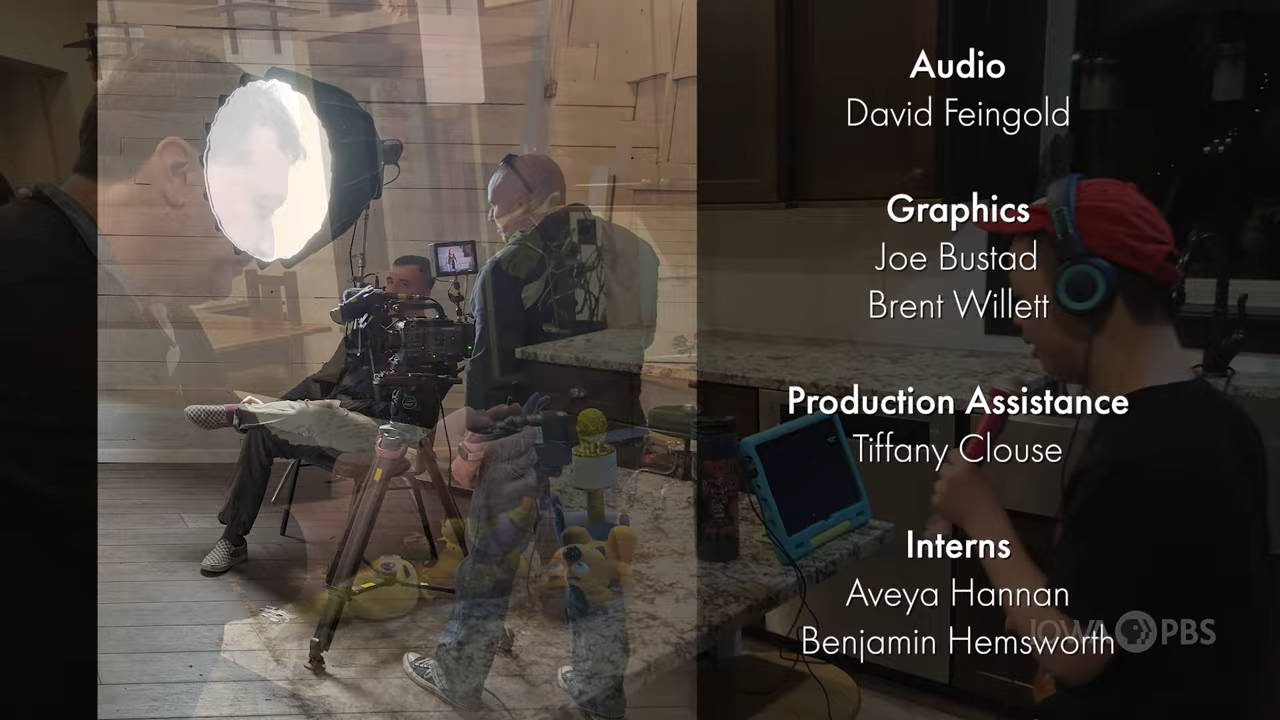 Audio
David Feingold
Graphics
Joe Bustad
Brent Willett
Production Assistance
Tiffany Clouse
Interns
Aveya Hannan
Benjamin Hemsworth
IOWA PBS